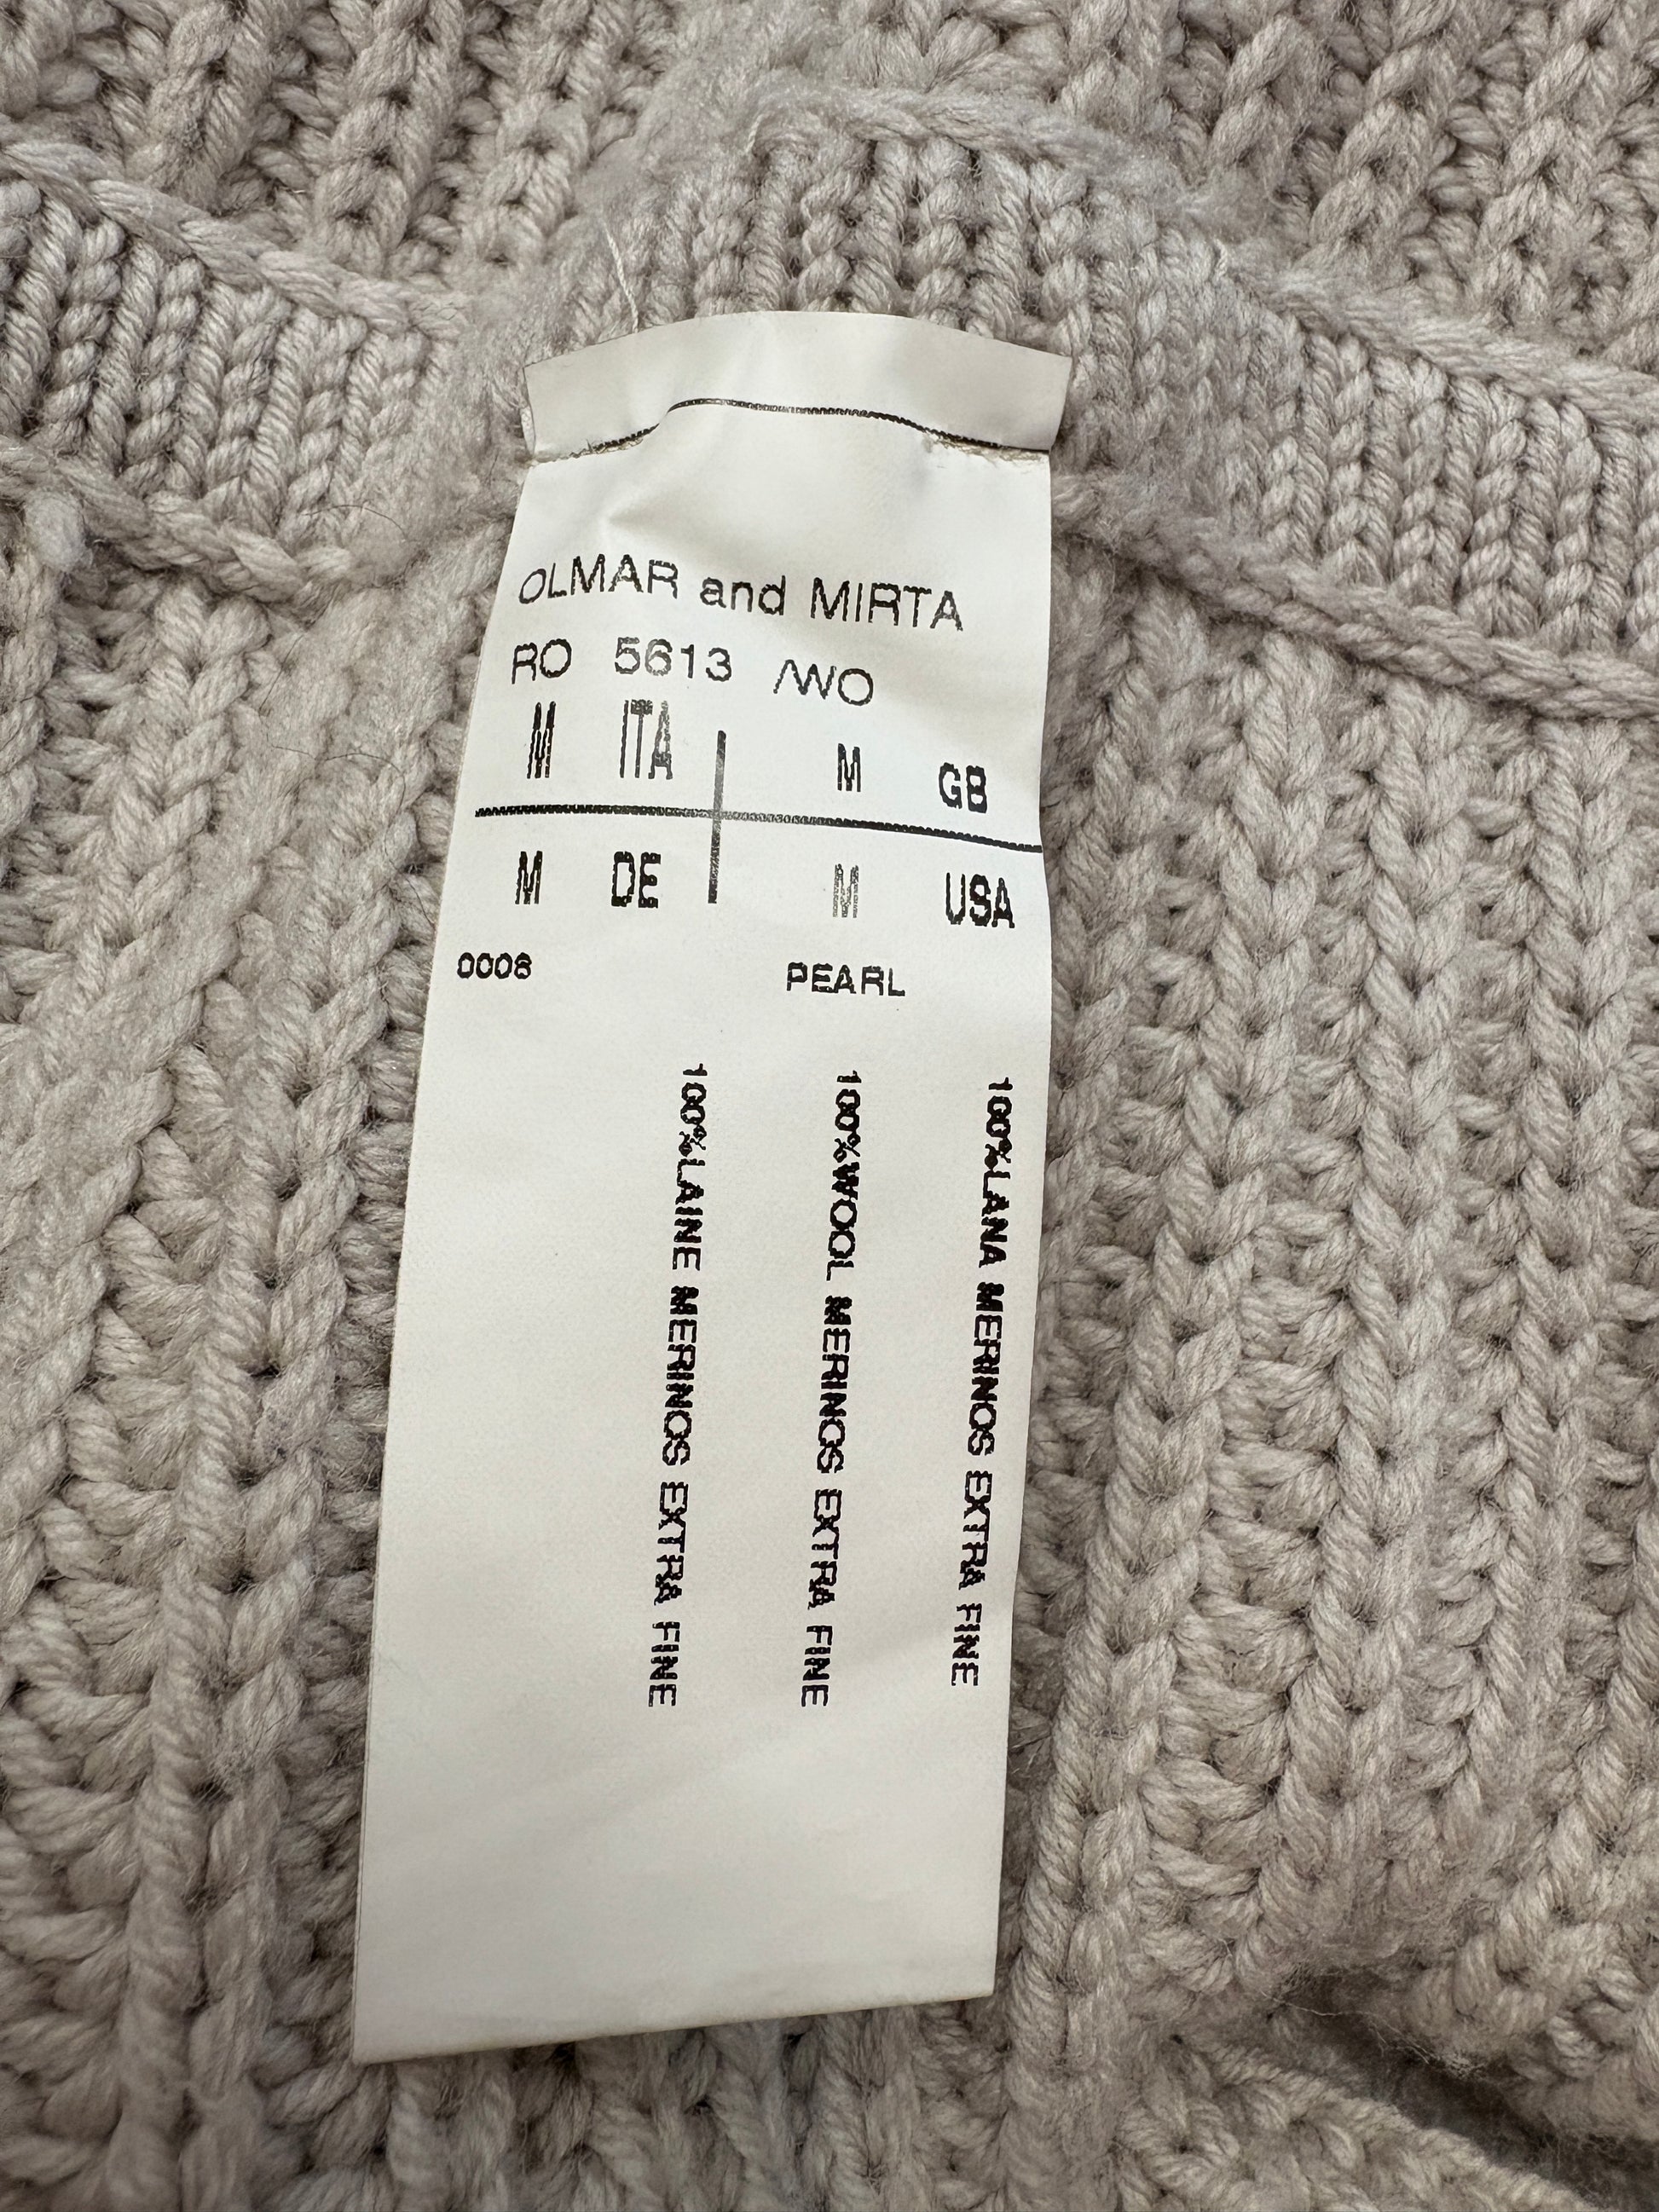 OLMAR and MIRTA
RO 5613 /WO
M ITA M GB
M DE M USA
0008 PEARL
100%LANA MERINOS EXTRA FINE
100%WOOL MERINOS EXTRA FINE
100%LAINE MERINOS EXTRA FINE